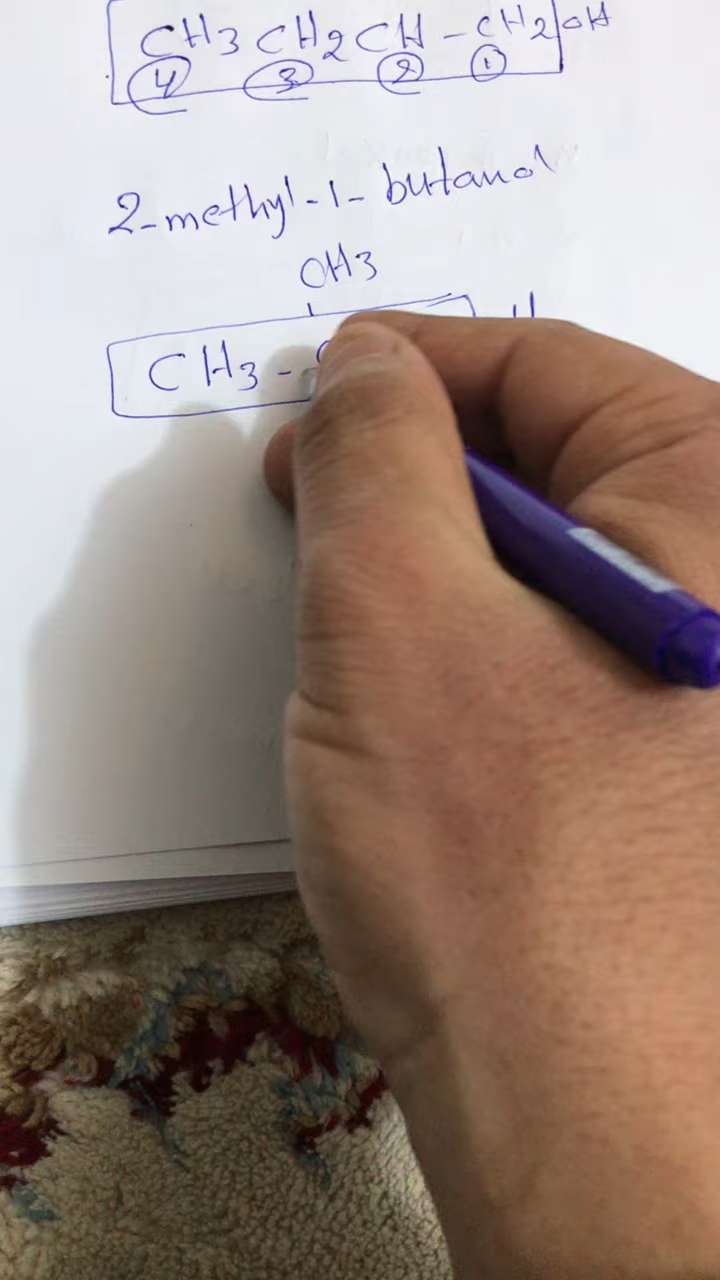 CH3 CH2 CH - CH2 OH
4 3 2 1
2-methyl-1-butanol
CH3
CH3 -